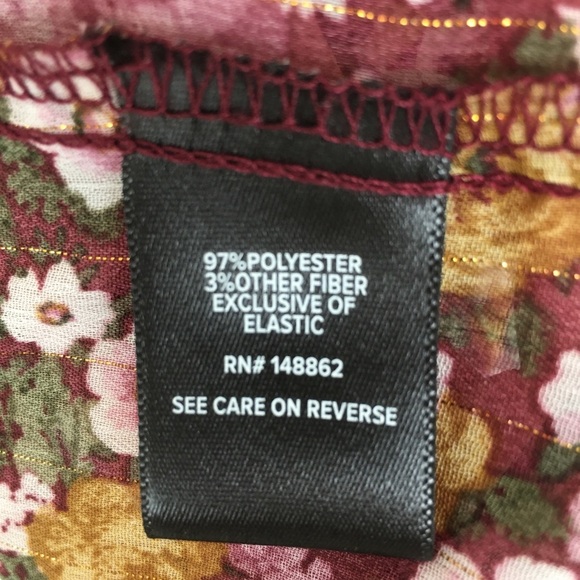 97%POLYESTER
3%OTHER FIBER
EXCLUSIVE OF
ELASTIC
RN# 148862
SEE CARE ON REVERSE